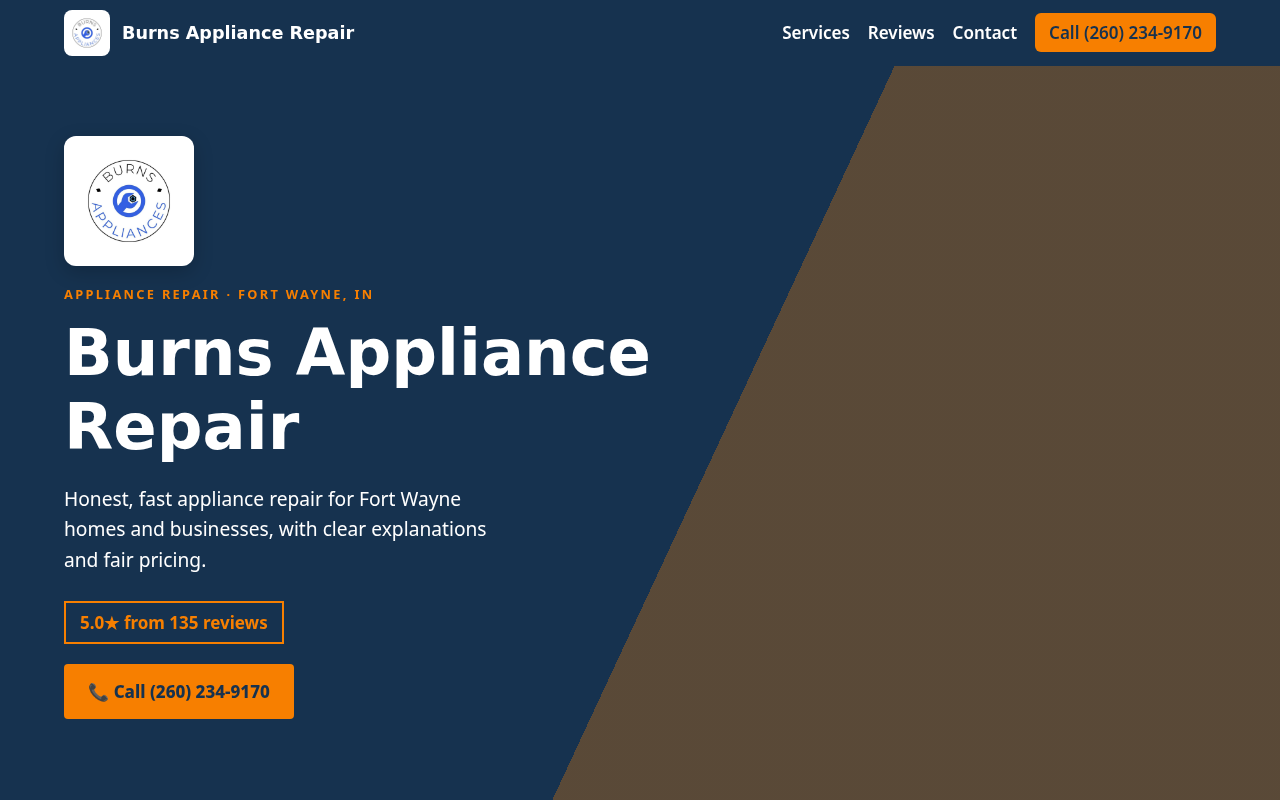 BURNS
APPLIANCES
Burns Appliance Repair
Services
Reviews
Contact
Call (260) 234-9170
BURNS
APPLIANCES
APPLIANCE REPAIR · FORT WAYNE, IN
Burns Appliance
Repair
Honest, fast appliance repair for Fort Wayne
homes and businesses, with clear explanations
and fair pricing.
5.0★ from 135 reviews
📞 Call (260) 234-9170